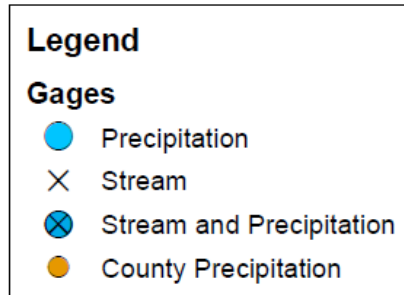 Legend
Gages
Precipitation
Stream
Stream and Precipitation
County Precipitation